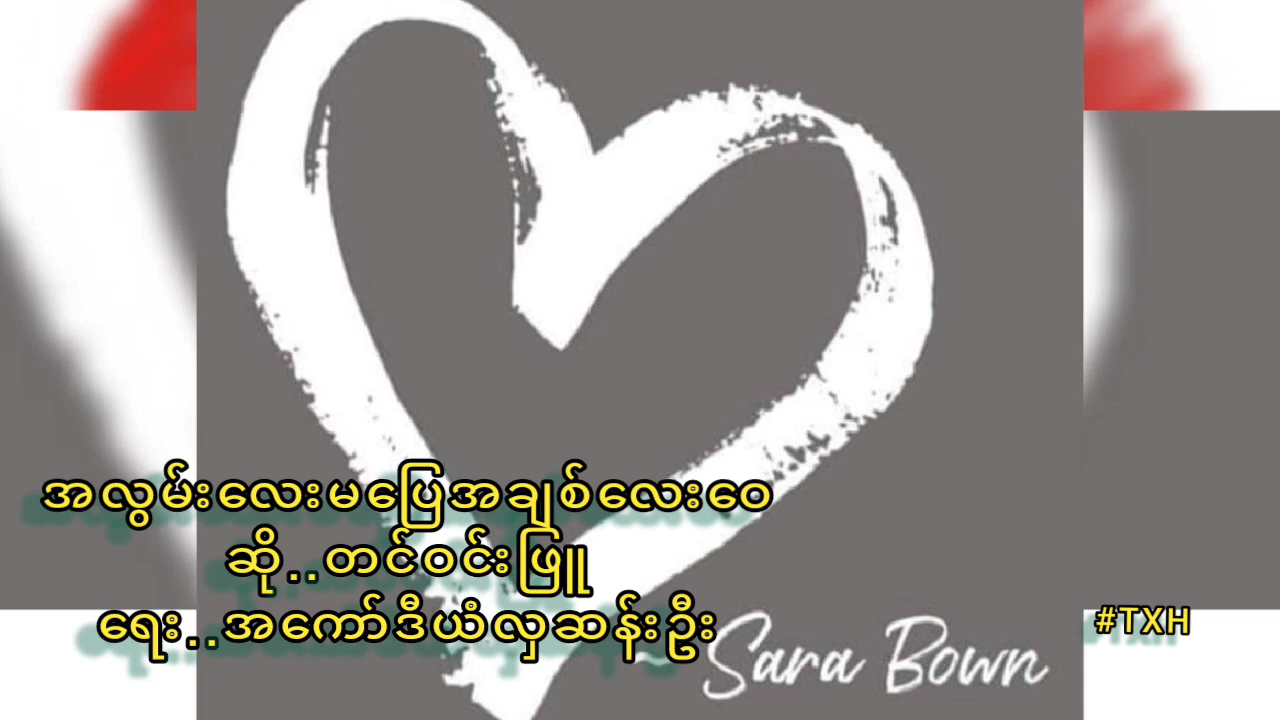 အလွမ်းလေးမပြေအချစ်လေးဝေ
ဆို..တင်ဝင်းဖြူ
ရေး..အကော်ဒီယံလှဆန်းဦး
~ Sara Bown
#TXH